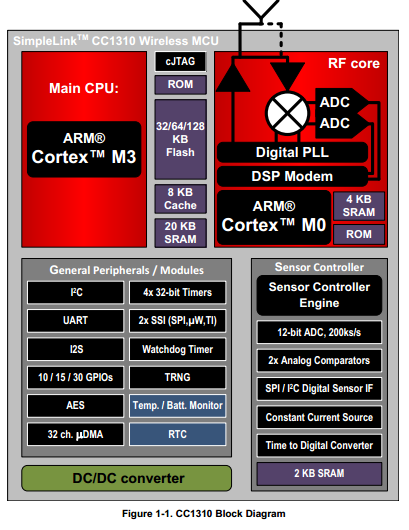 SimpleLink™ CC1310 Wireless MCU
Main CPU:
ARM®
Cortex™ M3
cJTAG
ROM
32/64/128
KB
Flash
8 KB
Cache
20 KB
SRAM
RF core
ADC
ADC
Digital PLL
DSP Modem
ARM®
Cortex™ M0
4 KB
SRAM
ROM
General Peripherals / Modules
I²C
4x 32-bit Timers
UART
2x SSI (SPI,µW,TI)
I2S
Watchdog Timer
10 / 15 / 30 GPIOs
TRNG
AES
Temp. / Batt. Monitor
32 ch. µDMA
RTC
DC/DC converter
Sensor Controller
Sensor Controller
Engine
12-bit ADC, 200ks/s
2x Analog Comparators
SPI / I²C Digital Sensor IF
Constant Current Source
Time to Digital Converter
2 KB SRAM
Figure 1-1. CC1310 Block Diagram